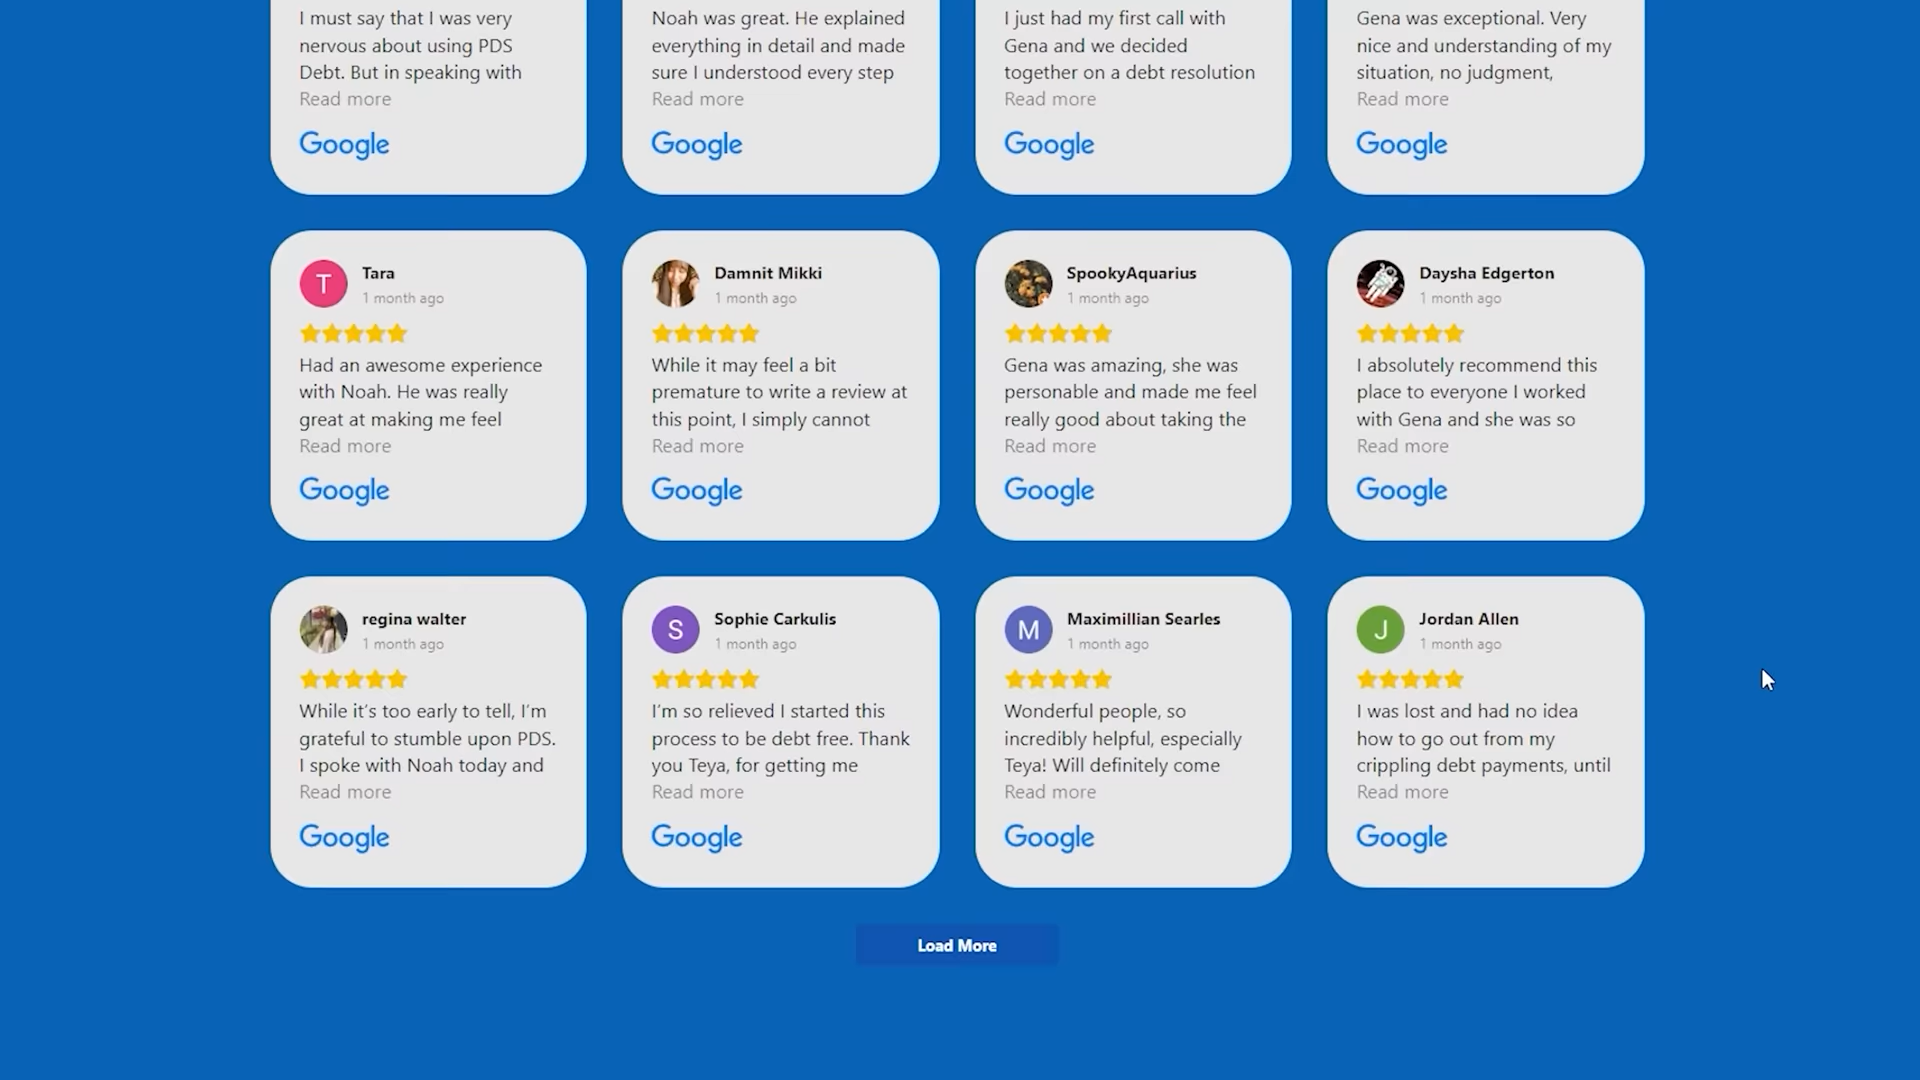 I must say that I was very
nervous about using PDS
Debt. But in speaking with
Read more
Google
Noah was great. He explained
everything in detail and made
sure I understood every step
Read more
Google
I just had my first call with
Gena and we decided
together on a debt resolution
Read more
Google
Gena was exceptional. Very
nice and understanding of my
situation, no judgment,
Read more
Google
T
Tara
1 month ago
Had an awesome experience
with Noah. He was really
great at making me feel
Read more
Google
Damnit Mikki
1 month ago
While it may feel a bit
premature to write a review at
this point, I simply cannot
Read more
Google
SpookyAquarius
1 month ago
Gena was amazing, she was
personable and made me feel
really good about taking the
Read more
Google
Daysha Edgerton
1 month ago
I absolutely recommend this
place to everyone I worked
with Gena and she was so
Read more
Google
regina walter
1 month ago
While it's too early to tell, I'm
grateful to stumble upon PDS.
I spoke with Noah today and
Read more
Google
S
Sophie Carkulis
1 month ago
I'm so relieved I started this
process to be debt free. Thank
you Teya, for getting me
Read more
Google
M
Maximillian Searles
1 month ago
Wonderful people, so
incredibly helpful, especially
Teya! Will definitely come
Read more
Google
J
Jordan Allen
1 month ago
I was lost and had no idea
how to go out from my
crippling debt payments, until
Read more
Google
Load More